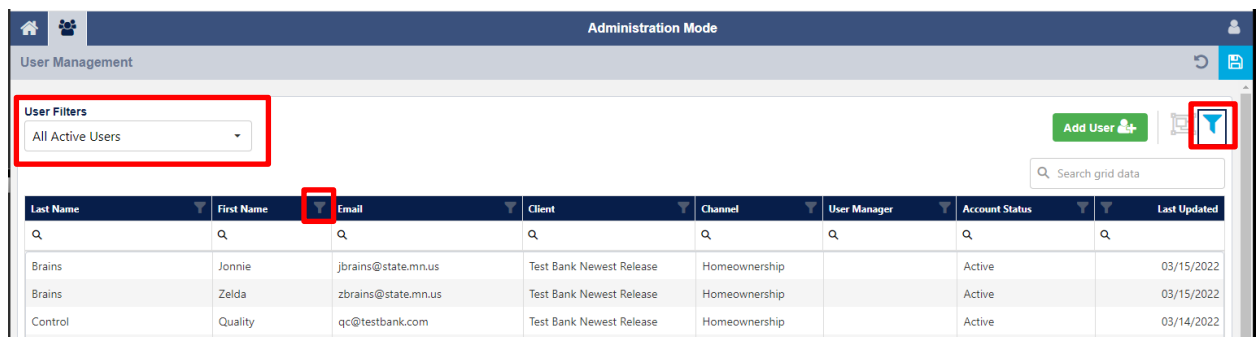 Administration Mode
User Management
User Filters
All Active Users
Add User
Search grid data
Last Name First Name Email Client Channel User Manager Account Status Last Updated
Brains Jonnie jbrains@state.mn.us Test Bank Newest Release Homeownership Active 03/15/2022
Brains Zelda zbrains@state.mn.us Test Bank Newest Release Homeownership Active 03/15/2022
Control Quality qc@testbank.com Test Bank Newest Release Homeownership Active 03/14/2022